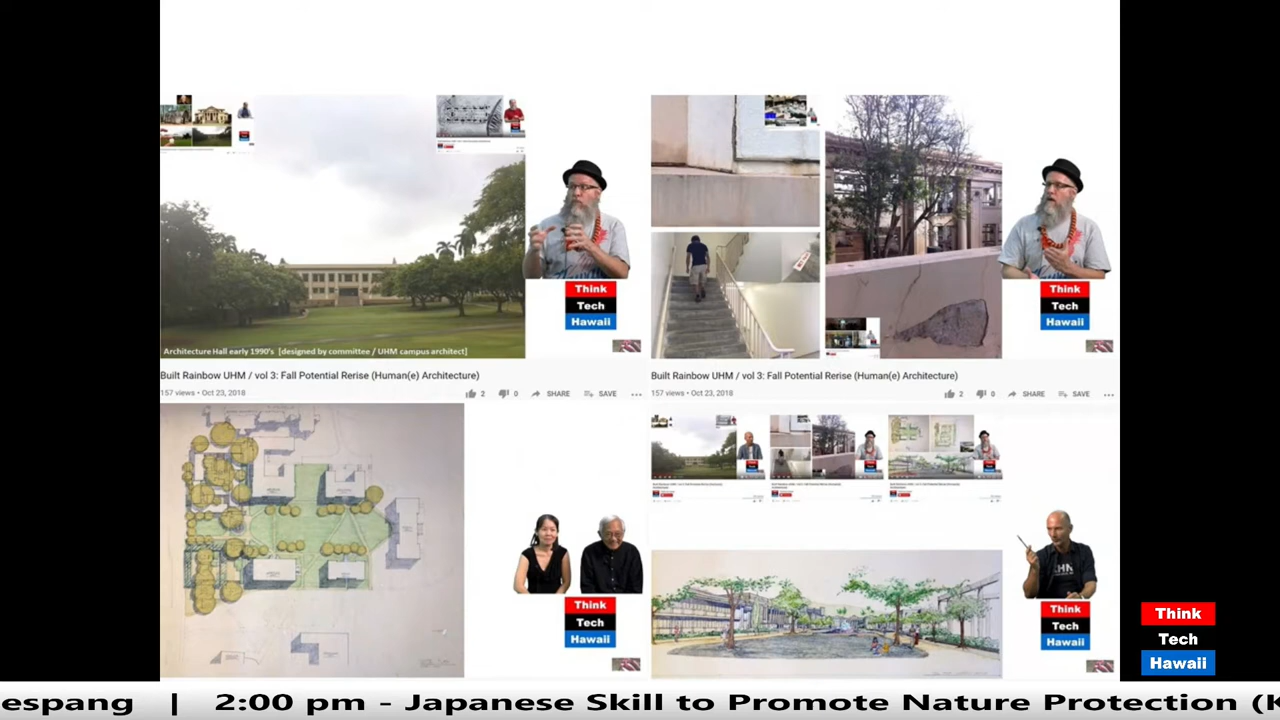 Think
Tech
Hawaii
Architecture Hall early 1990's [designed by committee / UHM campus architect]
Built Rainbow UHM / vol 3: Fall Potential Rerise (Human(e) Architecture)
157 views • Oct 23, 2018
2
0
SHARE
SAVE
Think
Tech
Hawaii
Built Rainbow UHM / vol 3: Fall Potential Rerise (Human(e) Architecture)
157 views • Oct 23, 2018
2
0
SHARE
SAVE
Think
Tech
Hawaii
Think
Tech
Hawaii
Think
Tech
Hawaii
espang | 2:00 pm - Japanese Skill to Promote Nature Protection (K